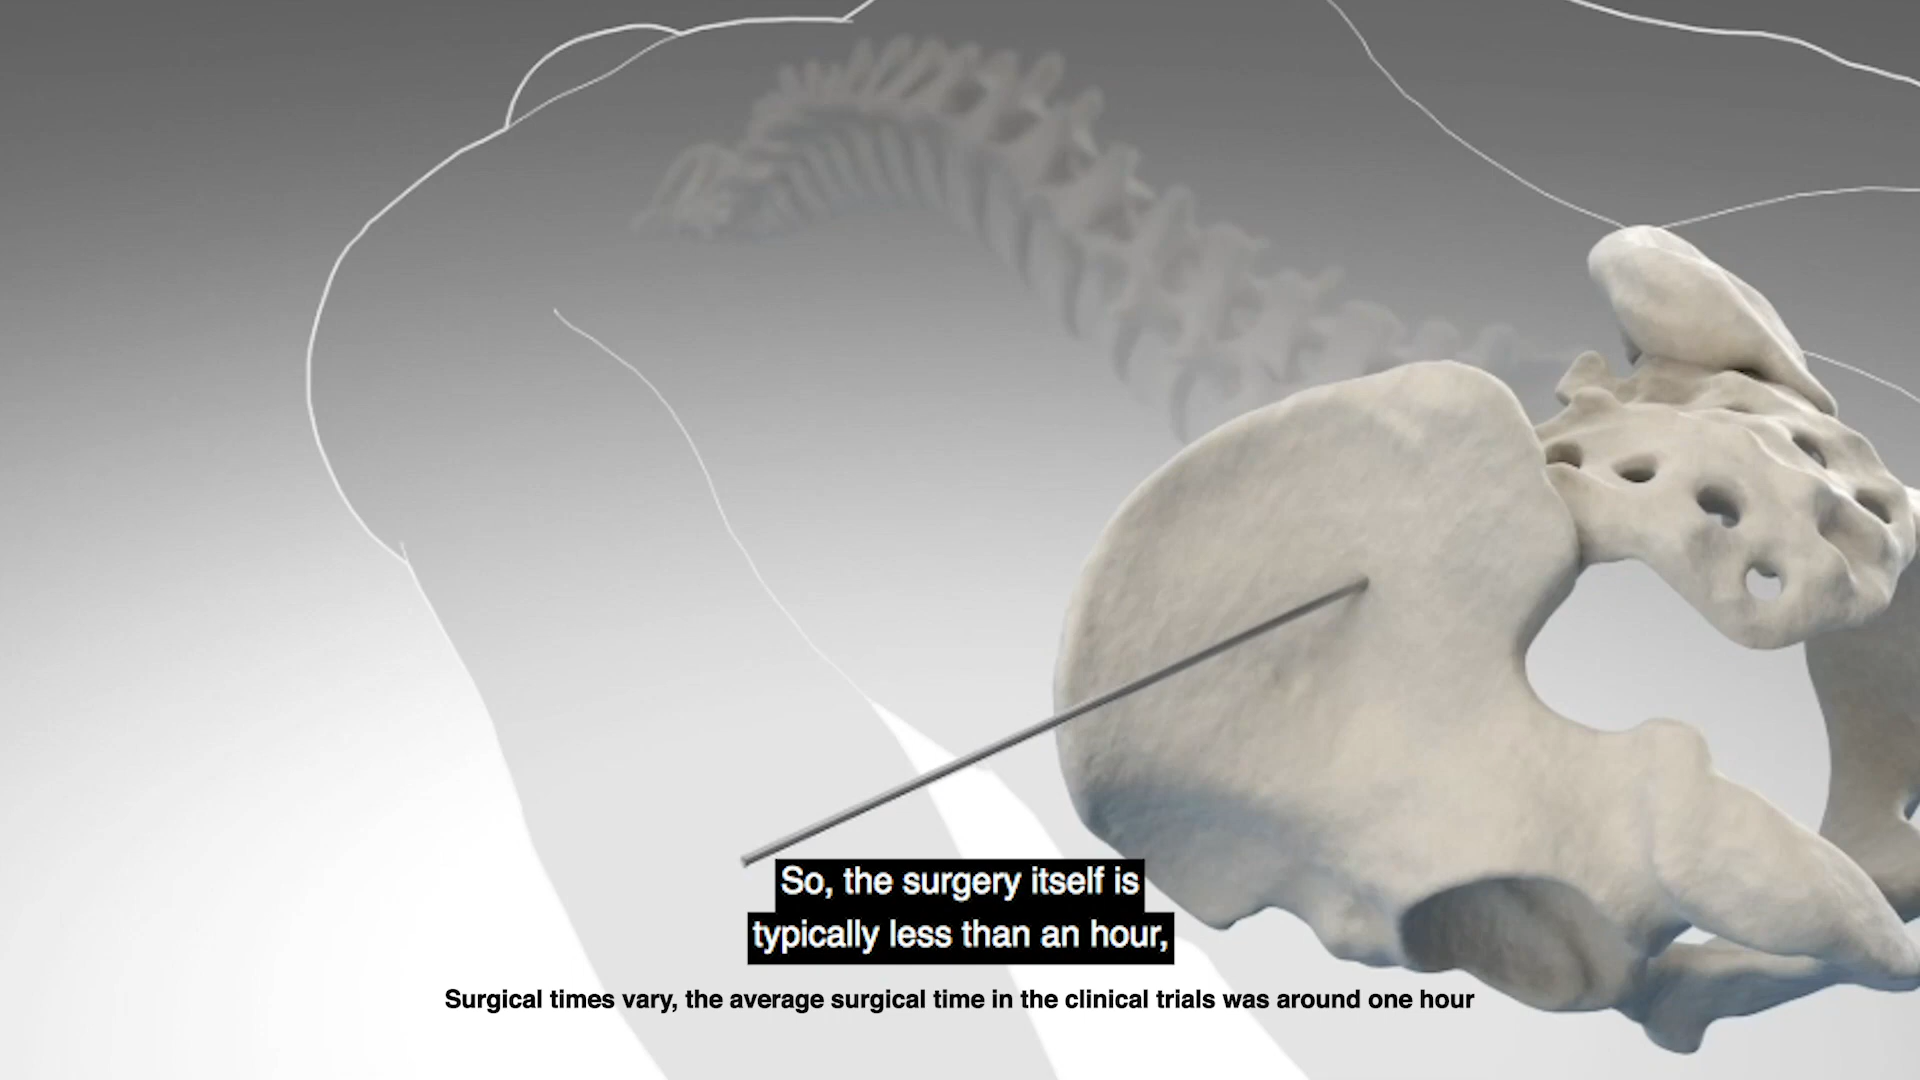 So, the surgery itself is
typically less than an hour,
Surgical times vary, the average surgical time in the clinical trials was around one hour